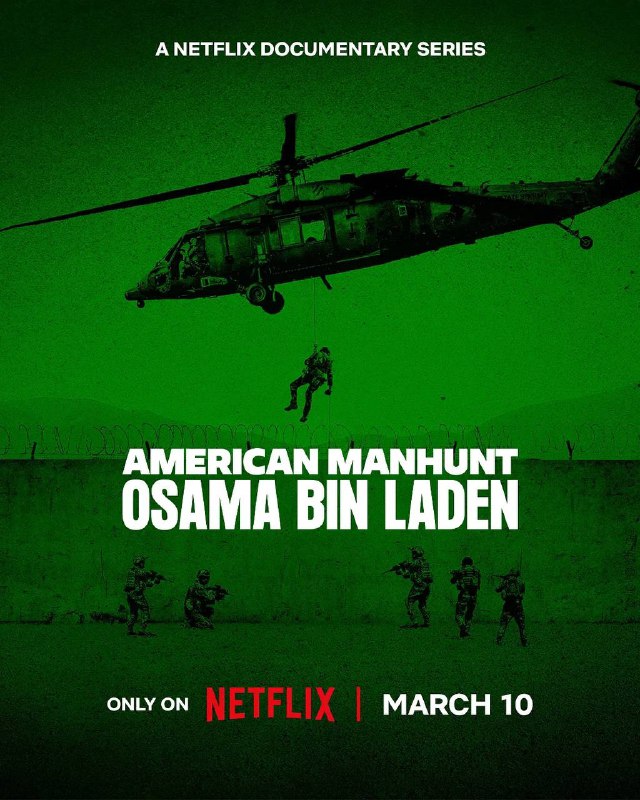 A NETFLIX DOCUMENTARY SERIES
AMERICAN MANHUNT
OSAMA BIN LADEN
ONLY ON NETFLIX | MARCH 10